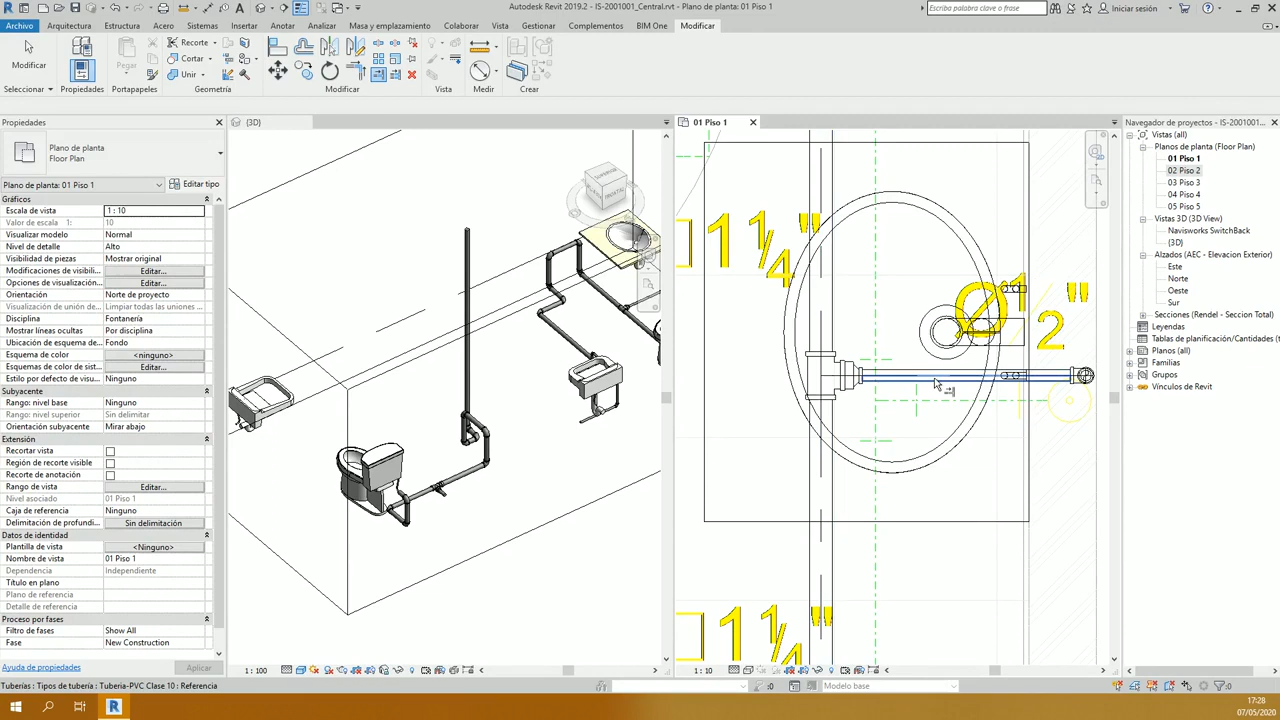 Autodesk Revit 2019.2 - IS-2001001_Central.rvt - Plano de planta: 01 Piso 1
Escriba palabra clave o frase
Iniciar sesión
Archivo Arquitectura Estructura Acero Sistemas Insertar Anotar Analizar Masa y emplazamiento Colaborar Vista Gestionar Complementos BIM One Modificar
Modificar
Propiedades
Pegar
Recorte
Cortar
Unir
Seleccionar Propiedades Portapapeles Geometría Modificar Vista Medir Crear
Propiedades
Plano de planta
Floor Plan
Plano de planta: 01 Piso 1
Editar tipo
Gráficos
Escala de vista 1 : 10
Valor de escala 1: 10
Visualizar modelo Normal
Nivel de detalle Alto
Visibilidad de piezas Mostrar original
Modificaciones de visibili... Editar...
Opciones de visualización... Editar...
Orientación Norte de proyecto
Visualización de unión de ... Limpiar todas las uniones ...
Disciplina Fontanería
Mostrar líneas ocultas Por disciplina
Ubicación de esquema de... Fondo
Esquema de color <ninguno>
Esquemas de color de sist... Editar...
Estilo por defecto de visu... Ninguno
Subyacente
Rango: nivel base Ninguno
Rango: nivel superior Sin delimitar
Orientación subyacente Mirar abajo
Extensión
Recortar vista
Región de recorte visible
Recorte de anotación
Rango de vista Editar...
Nivel asociado 01 Piso 1
Caja de referencia Ninguno
Delimitación de profundi... Sin delimitación
Datos de identidad
Plantilla de vista <Ninguno>
Nombre de vista 01 Piso 1
Dependencia Independiente
Título en plano
Plano de referencia
Detalle de referencia
Proceso por fases
Filtro de fases Show All
Fase New Construction
Ayuda de propiedades
Aplicar
{3D}
SUPERIOR
FRONTAL
1 : 100
01 Piso 1
1 1/4"
Ø1
2"
1 1/4"
1 : 10
Navegador de proyectos - IS-2001001_Cent...
Vistas (all)
Planos de planta (Floor Plan)
01 Piso 1
02 Piso 2
03 Piso 3
04 Piso 4
05 Piso 5
Vistas 3D (3D View)
Navisworks SwitchBack
{3D}
Alzados (AEC - Elevacion Exterior)
Este
Norte
Oeste
Sur
Secciones (Rendel - Seccion Total)
Leyendas
Tablas de planificación/Cantidades (t
Planos (all)
Familias
Grupos
Vínculos de Revit
Tuberías : Tipos de tubería : Tubería PVC Clase 10 : Referencia
:0
Modelo base
:0
17:28
07/05/2020